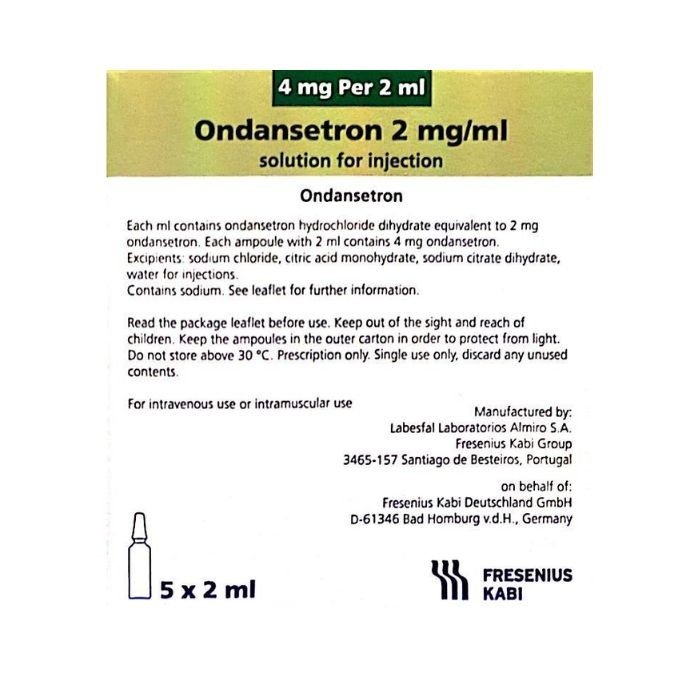 4 mg Per 2 ml
Ondansetron 2 mg/ml
solution for injection
Ondansetron
Each ml contains ondansetron hydrochloride dihydrate equivalent to 2 mg
ondansetron. Each ampoule with 2 ml contains 4 mg ondansetron.
Excipients: sodium chloride, citric acid monohydrate, sodium citrate dihydrate,
water for injections.
Contains sodium. See leaflet for further information.
Read the package leaflet before use. Keep out of the sight and reach of
children. Keep the ampoules in the outer carton in order to protect from light.
Do not store above 30 °C. Prescription only. Single use only, discard any unused
contents.
For intravenous use or intramuscular use
Manufactured by:
Labesfal Laboratorios Almiro S.A.
Fresenius Kabi Group
3465-157 Santiago de Besteiros, Portugal
on behalf of:
Fresenius Kabi Deutschland GmbH
D-61346 Bad Homburg v.d.H., Germany
5 x 2 ml
FRESENIUS
KABI